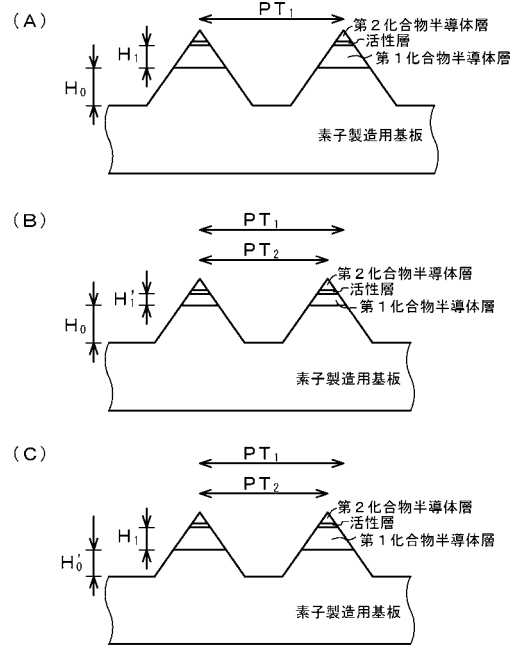 (A)
PT₁
第2化合物半導体層
活性層
第1化合物半導体層
H₁
H₀
素子製造用基板
(B)
PT₁
PT₂
第2化合物半導体層
活性層
第1化合物半導体層
H₁'
H₀
素子製造用基板
(C)
PT₁
PT₂
第2化合物半導体層
活性層
第1化合物半導体層
H₁
H₀'
素子製造用基板